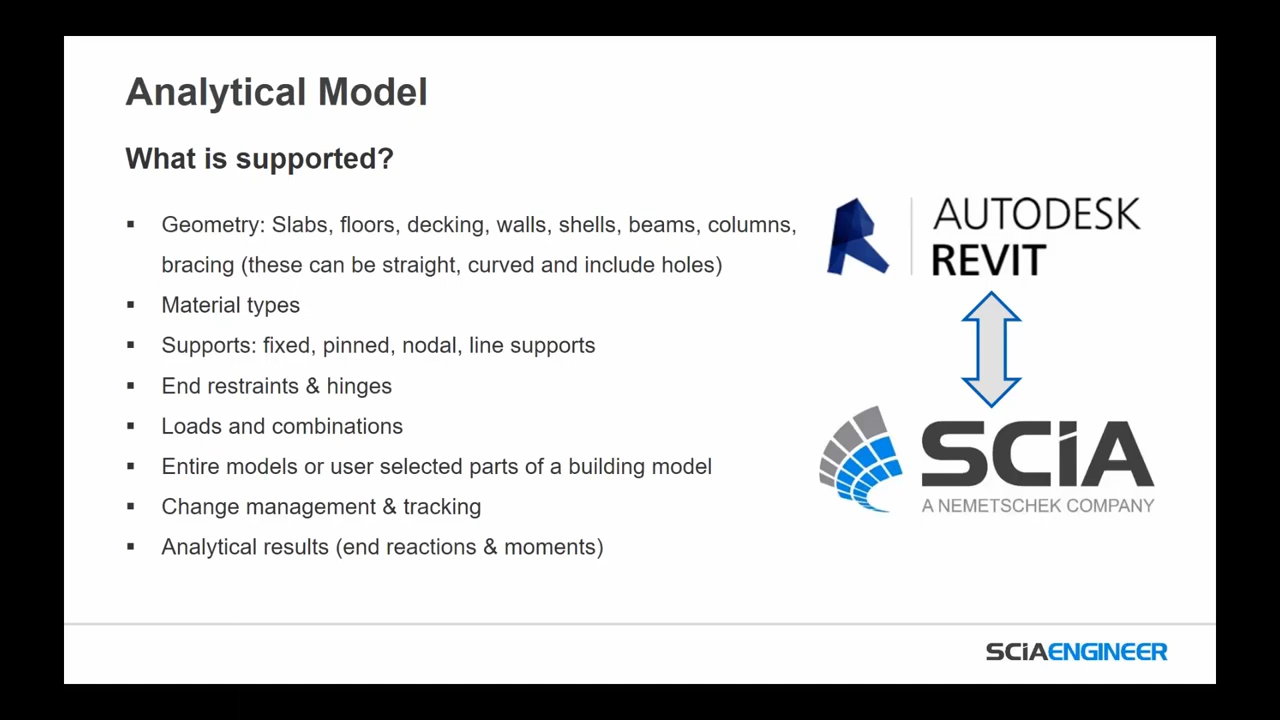 Analytical Model
What is supported?
▪ Geometry: Slabs, floors, decking, walls, shells, beams, columns,
bracing (these can be straight, curved and include holes)
▪ Material types
▪ Supports: fixed, pinned, nodal, line supports
▪ End restraints & hinges
▪ Loads and combinations
▪ Entire models or user selected parts of a building model
▪ Change management & tracking
▪ Analytical results (end reactions & moments)
AUTODESK
REVIT
SCiA
A NEMETSCHEK COMPANY
SCiAENGINEER